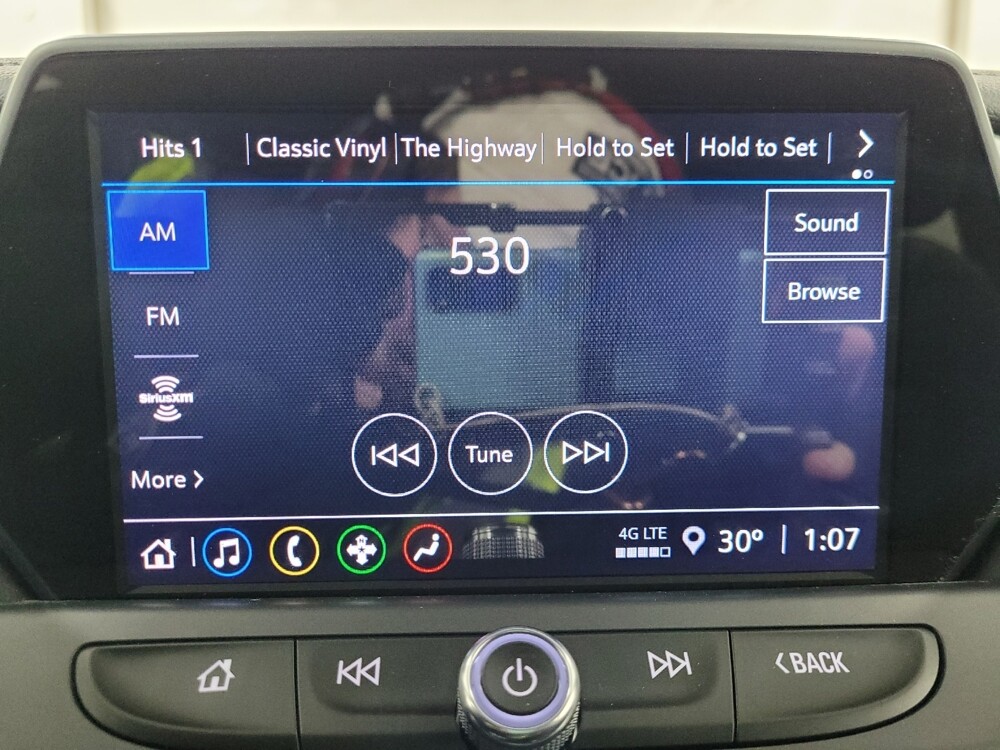 Hits 1 Classic Vinyl The Highway Hold to Set Hold to Set
AM
530
Sound
Browse
FM
SiriusXM
More >
Tune
4G LTE
30° 1:07
<BACK